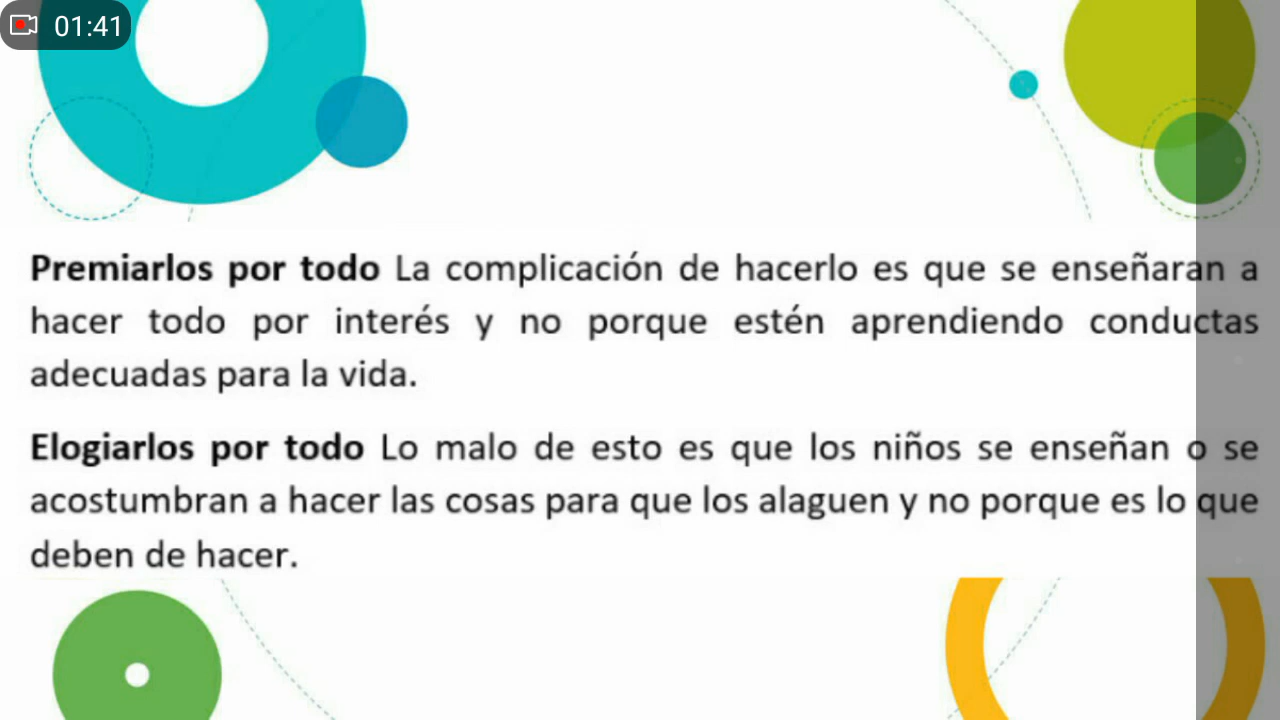 01:41
Premiarlos por todo La complicación de hacerlo es que se enseñaran a
hacer todo por interés y no porque estén aprendiendo conductas
adecuadas para la vida.
Elogiarlos por todo Lo malo de esto es que los niños se enseñan o se
acostumbran a hacer las cosas para que los alaguen y no porque es lo que
deben de hacer.